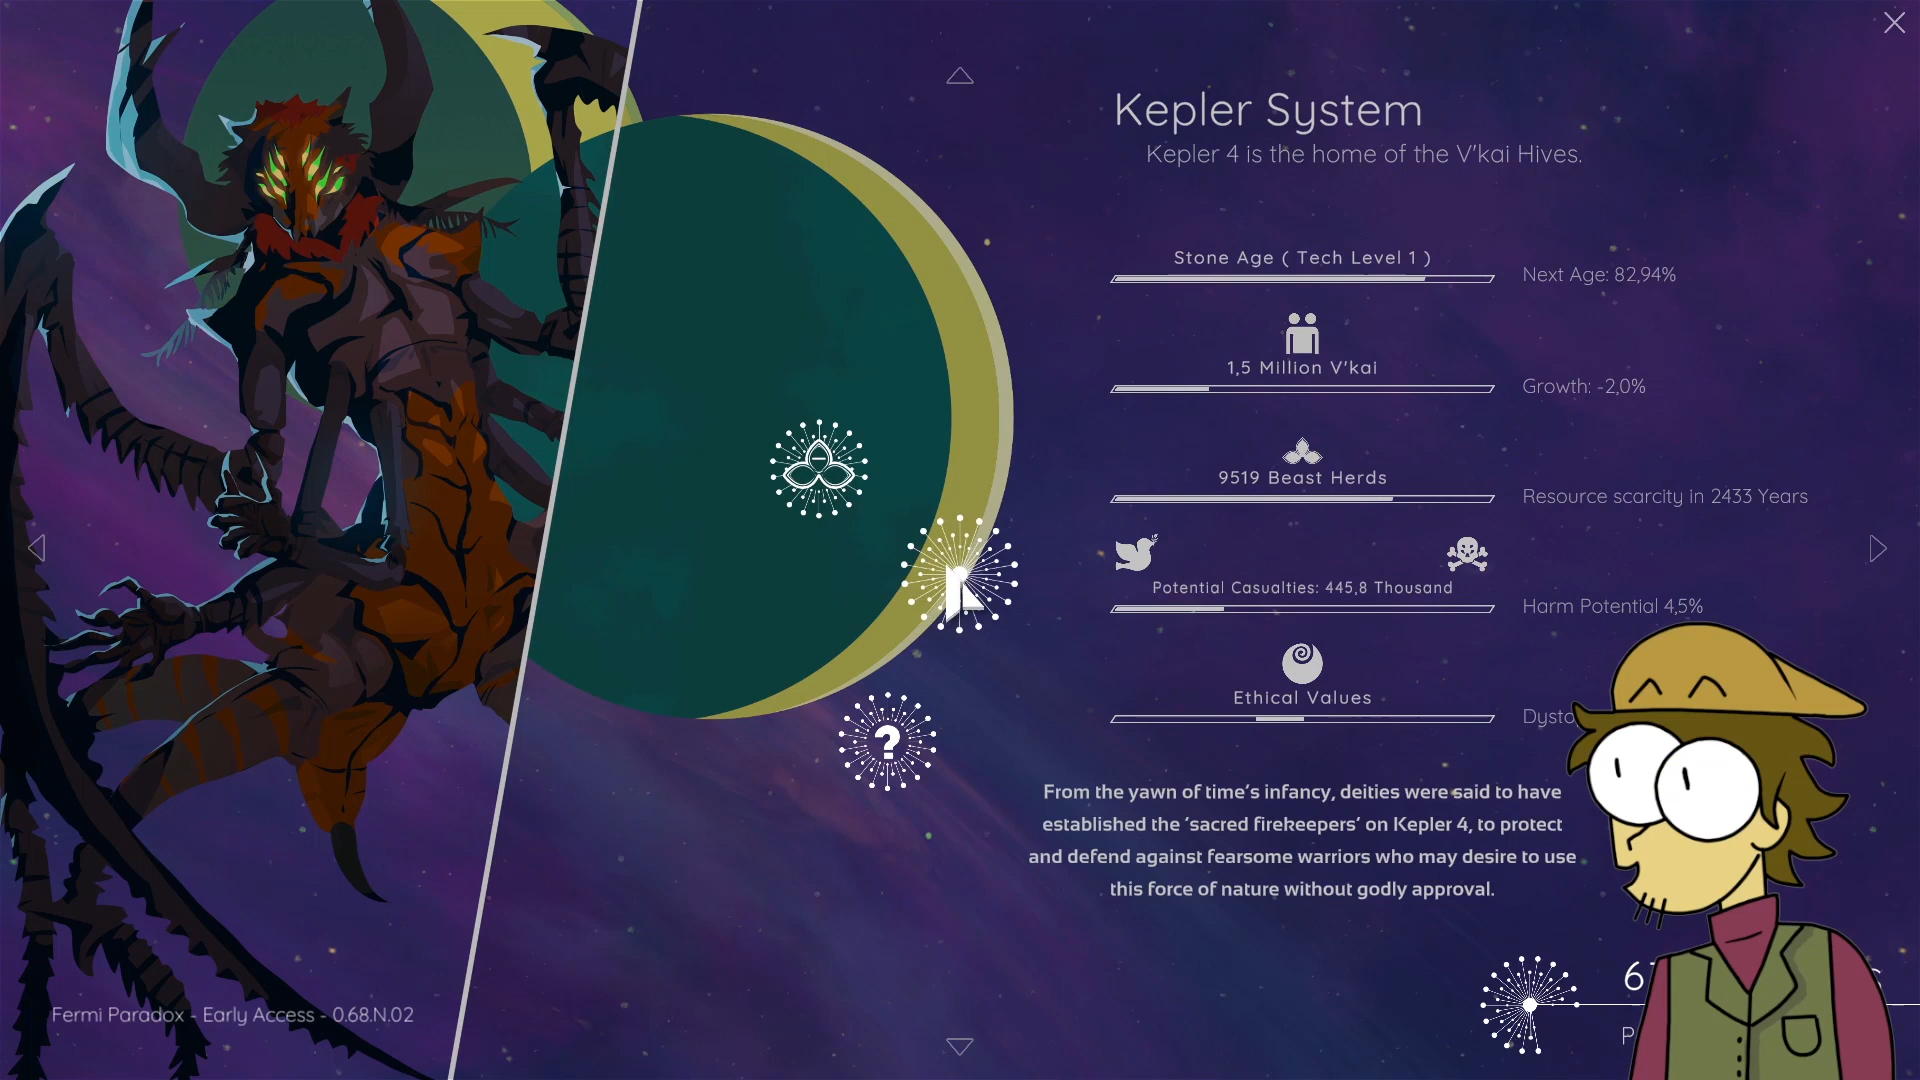 Kepler System
Kepler 4 is the home of the V'kai Hives.
Stone Age ( Tech Level 1 )
Next Age: 82,94%
1,5 Million V'kai
Growth: -2,0%
9519 Beast Herds
Resource scarcity in 2433 Years
Potential Casualties: 445,8 Thousand
Harm Potential 4,5%
Ethical Values
?
From the yawn of time's infancy, deities were said to have
established the 'sacred firekeepers' on Kepler 4, to protect
and defend against fearsome warriors who may desire to use
this force of nature without godly approval.
Fermi Paradox - Early Access - 0.68.N.02